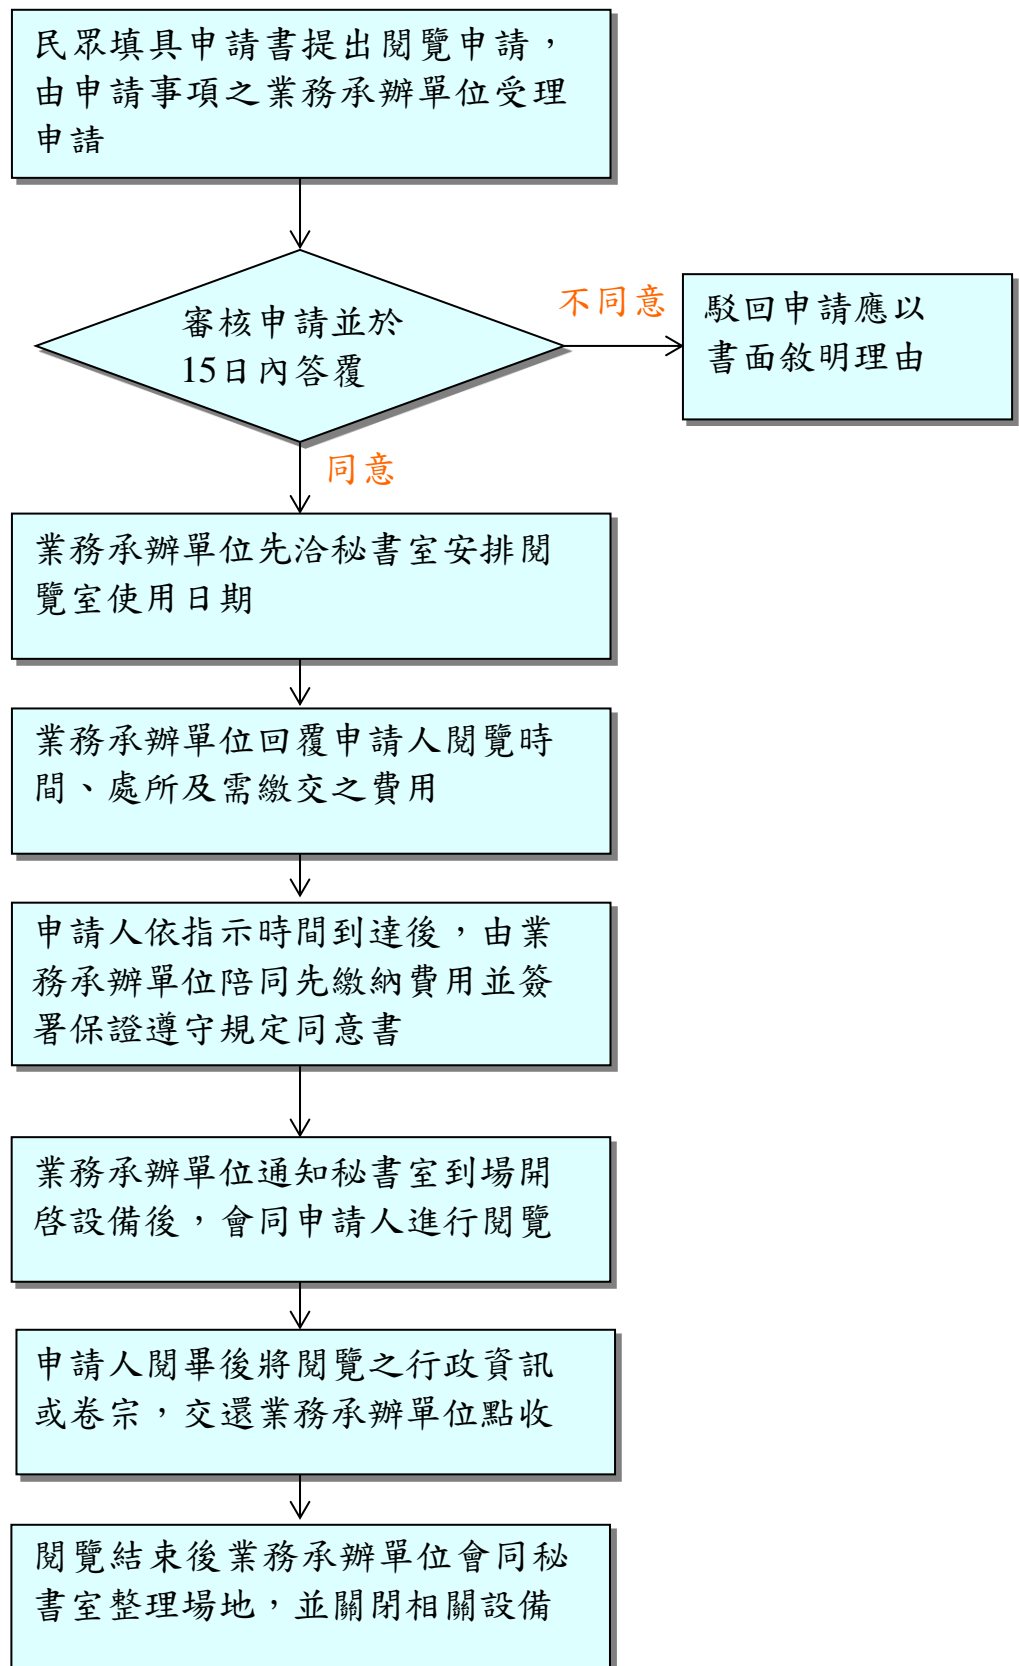 民眾填具申請書提出閱覽申請，
由申請事項之業務承辦單位受理
申請
審核申請並於
15日內答覆
不同意
駁回申請應以
書面敘明理由
同意
業務承辦單位先洽秘書室安排閱
覽室使用日期
業務承辦單位回覆申請人閱覽時
間、處所及需繳交之費用
申請人依指示時間到達後，由業
務承辦單位陪同先繳納費用並簽
署保證遵守規定同意書
業務承辦單位通知秘書室到場開
啓設備後，會同申請人進行閱覽
申請人閱畢後將閱覽之行政資訊
或卷宗，交還業務承辦單位點收
閱覽結束後業務承辦單位會同秘
書室整理場地，並關閉相關設備